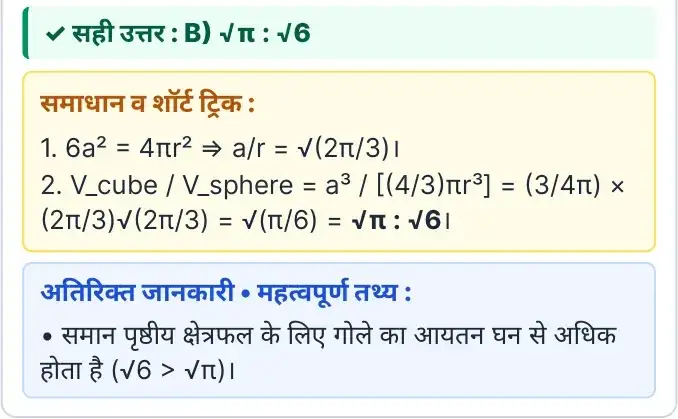 ✓ सही उत्तर : B) √π : √6
समाधान व शॉर्ट ट्रिक :
1. 6a² = 4πr² ⇒ a/r = √(2π/3)।
2. V_cube / V_sphere = a³ / [(4/3)πr³] = (3/4π) ×
(2π/3)√(2π/3) = √(π/6) = √π : √6।
अतिरिक्त जानकारी • महत्वपूर्ण तथ्य :
• समान पृष्ठीय क्षेत्रफल के लिए गोले का आयतन घन से अधिक
होता है (√6 > √π)।